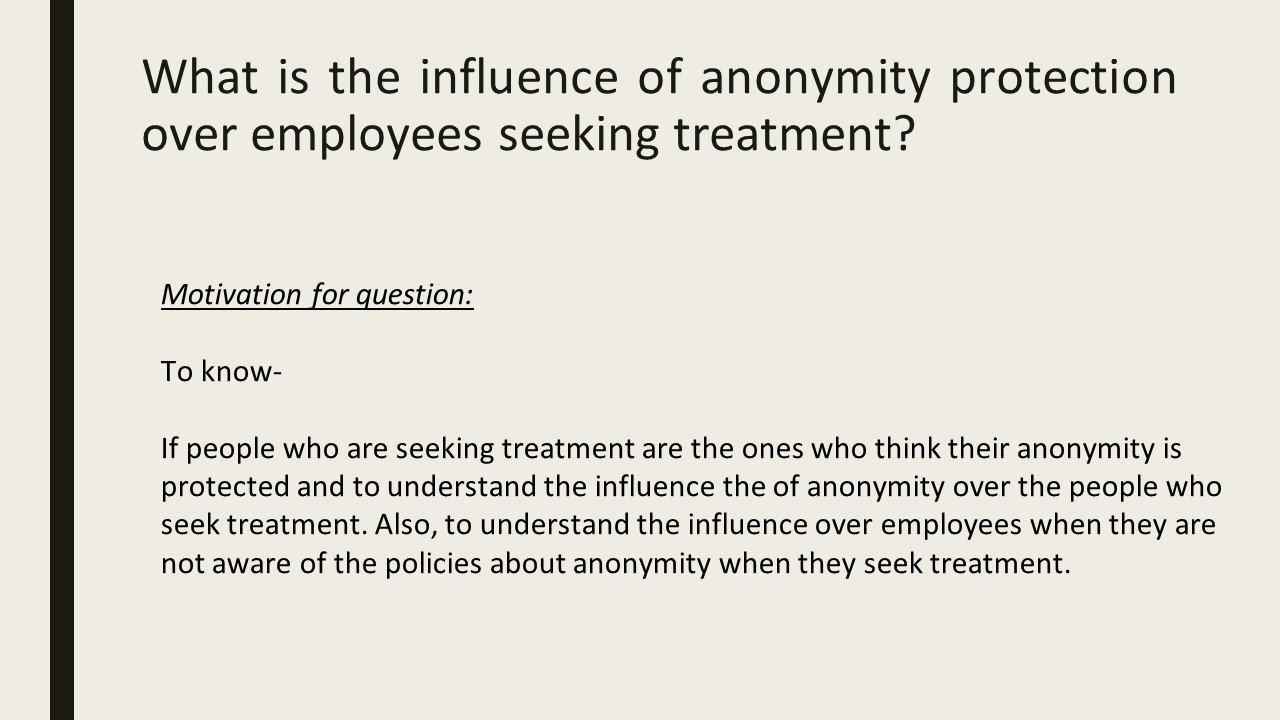 What is the influence of anonymity protection
over employees seeking treatment?
Motivation for question:
To know-
If people who are seeking treatment are the ones who think their anonymity is
protected and to understand the influence the of anonymity over the people who
seek treatment. Also, to understand the influence over employees when they are
not aware of the policies about anonymity when they seek treatment.